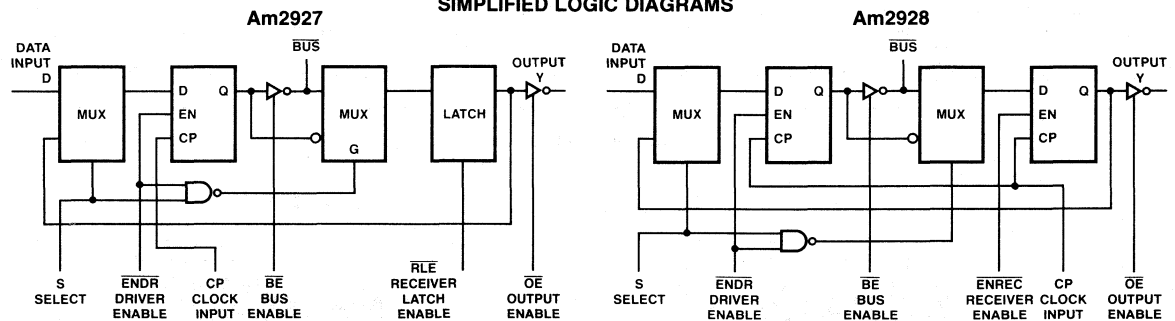 SIMPLIFIED LOGIC DIAGRAMS
Am2927
BUS
DATA
INPUT
D
MUX
D
Q
EN
CP
MUX
G
LATCH
OUTPUT
Y
S
SELECT
ENDR
DRIVER
ENABLE
CP
CLOCK
INPUT
BE
BUS
ENABLE
RLE
RECEIVER
LATCH
ENABLE
OE
OUTPUT
ENABLE
Am2928
BUS
DATA
INPUT
D
MUX
D
Q
EN
CP
MUX
D
Q
EN
CP
OUTPUT
Y
S
SELECT
ENDR
DRIVER
ENABLE
BE
BUS
ENABLE
ENREC
RECEIVER
ENABLE
CP
CLOCK
INPUT
OE
OUTPUT
ENABLE